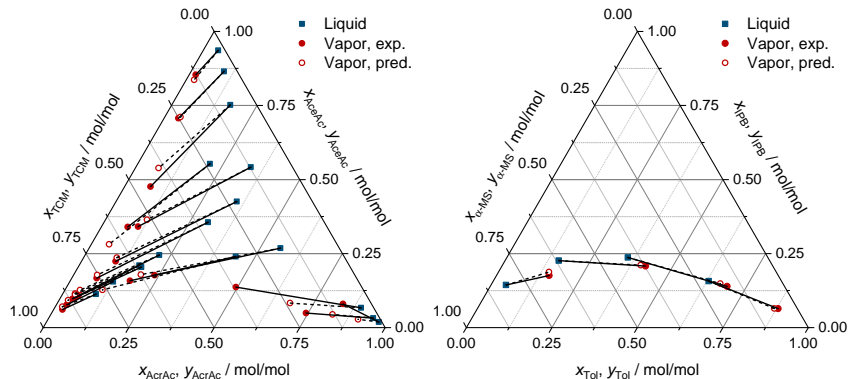 0.00
1.00
Liquid
Vapor, exp.
Vapor, pred.
0.25
0.75
x_TCM, y_TCM / mol/mol
x_AceAc, y_AceAc / mol/mol
0.50
0.50
0.75
0.25
1.00
0.00
0.00
0.25
0.50
0.75
1.00
x_AcrAc, y_AcrAc / mol/mol
0.00
1.00
Liquid
Vapor, exp.
Vapor, pred.
0.25
0.75
x_α-MS, y_α-MS / mol/mol
x_IPB, y_IPB / mol/mol
0.50
0.50
0.75
0.25
1.00
0.00
0.00
0.25
0.50
0.75
1.00
x_Tol, y_Tol / mol/mol